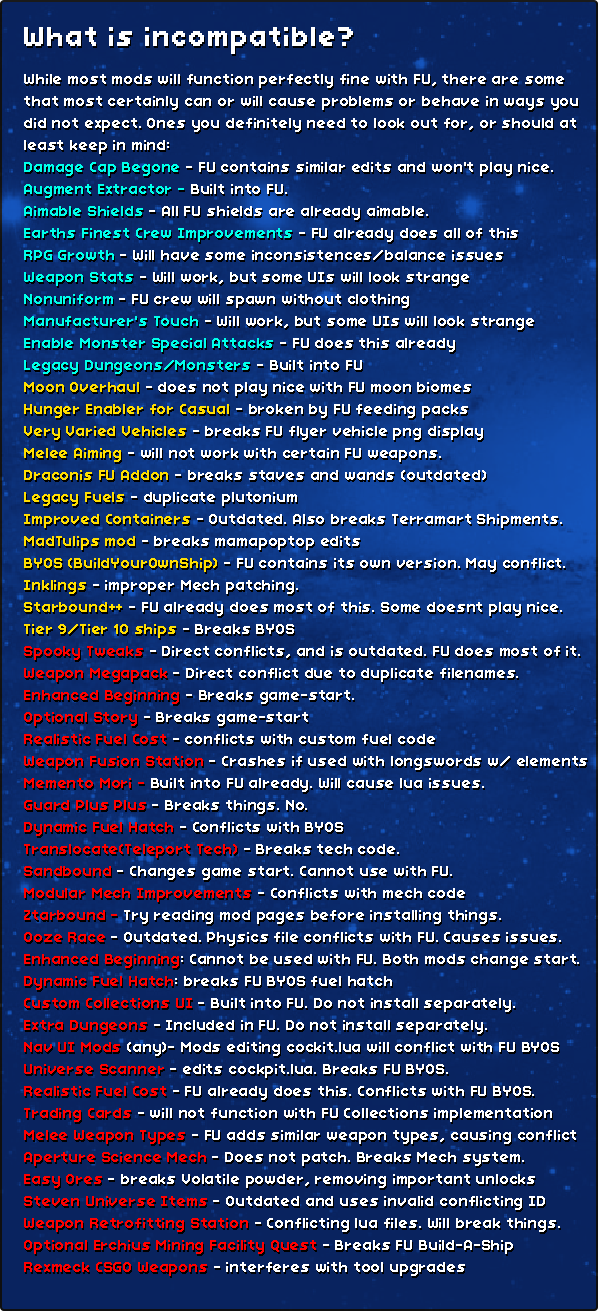 What is incompatible?
While most mods will function perfectly fine with FU, there are some
that most certainly can or will cause problems or behave in ways you
did not expect. Ones you definitely need to look out for, or should at
least keep in mind:
Damage Cap Begone - FU contains similar edits and won't play nice.
Augment Extractor - Built into FU.
Aimable Shields - All FU shields are already aimable.
Earths Finest Crew Improvements - FU already does all of this
RPG Growth - Will have some inconsistences/balance issues
Weapon Stats - Will work, but some UIs will look strange
Nonuniform - FU crew will spawn without clothing
Manufacturer's Touch - Will work, but some UIs will look strange
Enable Monster Special Attacks - FU does this already
Legacy Dungeons/Monsters - Built into FU
Moon Overhaul - does not play nice with FU moon biomes
Hunger Enabler for Casual - broken by FU feeding packs
Very Varied Vehicles - breaks FU flyer vehicle png display
Melee Aiming - will not work with certain FU weapons.
Draconis FU Addon - breaks staves and wands (outdated)
Legacy Fuels - duplicate plutonium
Improved Containers - Outdated. Also breaks Terramart Shipments.
MadTulips mod - breaks mamapoptop edits
BYOS (BuildYourOwnShip) - FU contains its own version. May conflict.
Inklings - improper Mech patching.
Starbound++ - FU already does most of this. Some doesnt play nice.
Tier 9/Tier 10 ships - Breaks BYOS
Spooky Tweaks - Direct conflicts, and is outdated. FU does most of it.
Weapon Megapack - Direct conflict due to duplicate filenames.
Enhanced Beginning - Breaks game-start.
Optional Story - Breaks game-start
Realistic Fuel Cost - conflicts with custom fuel code
Weapon Fusion Station - Crashes if used with longswords w/ elements
Memento Mori - Built into FU already. Will cause lua issues.
Guard Plus Plus - Breaks things. No.
Dynamic Fuel Hatch - Conflicts with BYOS
Translocate(Teleport Tech) - Breaks tech code.
Sandbound - Changes game start. Cannot use with FU.
Modular Mech Improvements - Conflicts with mech code
Ztarbound - Try reading mod pages before installing things.
Ooze Race - Outdated. Physics file conflicts with FU. Causes issues.
Enhanced Beginning: Cannot be used with FU. Both mods change start.
Dynamic Fuel Hatch: breaks FU BYOS fuel hatch
Custom Collections UI - Built into FU. Do not install separately.
Extra Dungeons - Included in FU. Do not install separately.
Nav UI Mods (any)- Mods editing cockit.lua will conflict with FU BYOS
Universe Scanner - edits cockpit.lua. Breaks FU BYOS.
Realistic Fuel Cost - FU already does this. Conflicts with FU BYOS.
Trading Cards - will not function with FU Collections implementation
Melee Weapon Types - FU adds similar weapon types, causing conflict
Aperture Science Mech - Does not patch. Breaks Mech system.
Easy Ores - breaks Volatile powder, removing important unlocks
Steven Universe Items - Outdated and uses invalid conflicting ID
Weapon Retrofitting Station - Conflicting lua files. Will break things.
Optional Erchius Mining Facility Quest - Breaks FU Build-A-Ship
Rexmeck CSGO Weapons - interferes with tool upgrades